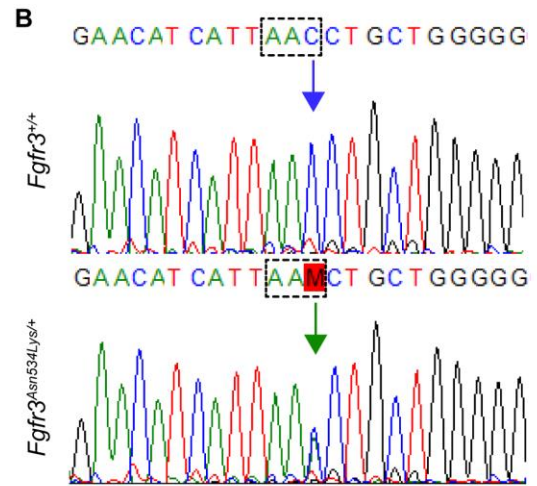 B
GAACATCATTAACCTGCTGGGGG
Fgfr3+/+
GAACATCATTAAMCTGCTGGGGG
Fgfr3Asn534Lys/+